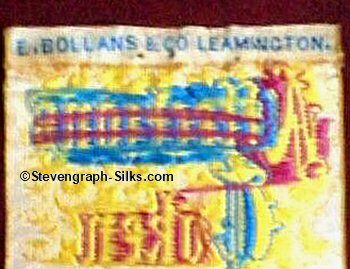 E.BOLLANS & CO LEAMINGTON.
©Stevengraph-Silks.com